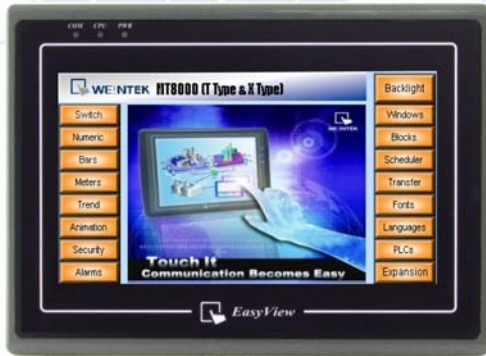 COM CPU PWR
WEINTEK MT8000 (T Type & X Type)
Backlight
Switch
Numeric
Bars
Meters
Trend
Animation
Security
Alarms
WEINTEK
Touch It
Communication Becomes Easy
Windows
Blocks
Scheduler
Transfer
Fonts
Languages
PLCs
Expansion
EasyView